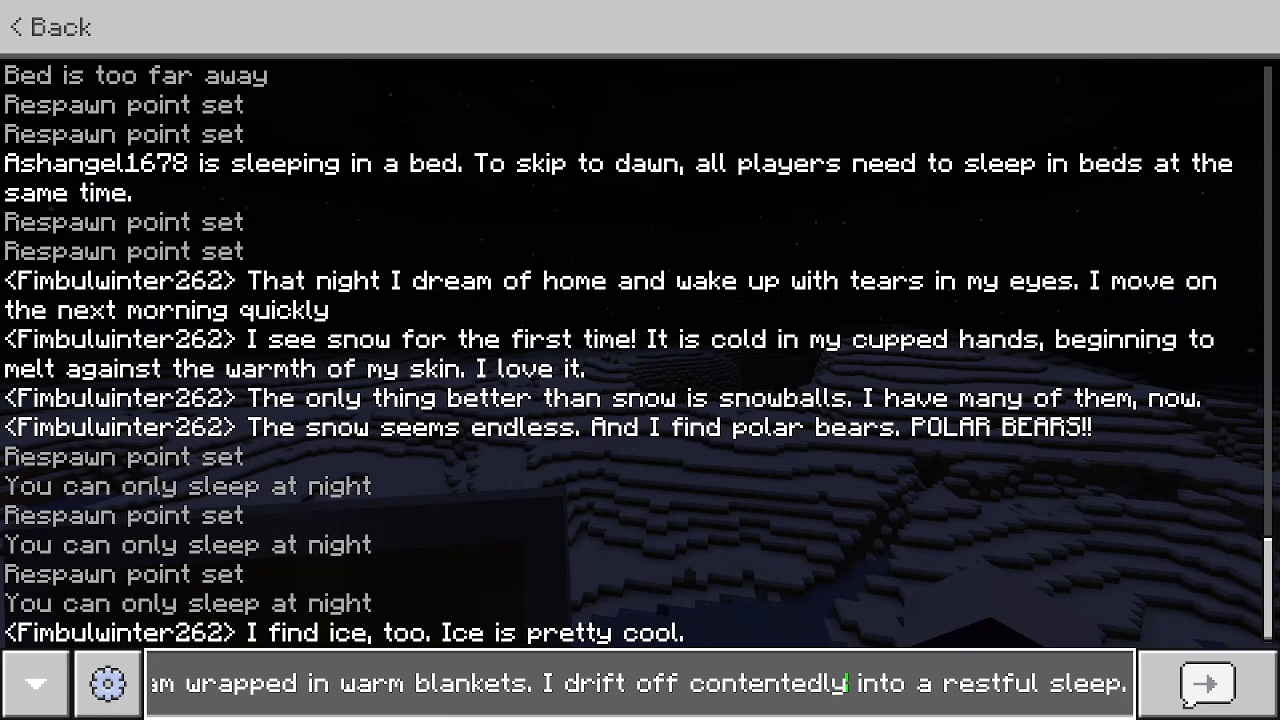 < Back
Bed is too far away
Respawn point set
Respawn point set
Ashangel1678 is sleeping in a bed. To skip to dawn, all players need to sleep in beds at the
same time.
Respawn point set
Respawn point set
<Fimbulwinter262> That night I dream of home and wake up with tears in my eyes. I move on
the next morning quickly
<Fimbulwinter262> I see snow for the first time! It is cold in my cupped hands, beginning to
melt against the warmth of my skin. I love it.
<Fimbulwinter262> The only thing better than snow is snowballs. I have many of them, now.
<Fimbulwinter262> The snow seems endless. And I find polar bears. POLAR BEARS!!
Respawn point set
You can only sleep at night
Respawn point set
You can only sleep at night
Respawn point set
You can only sleep at night
<Fimbulwinter262> I find ice, too. Ice is pretty cool.
am wrapped in warm blankets. I drift off contentedly into a restful sleep.